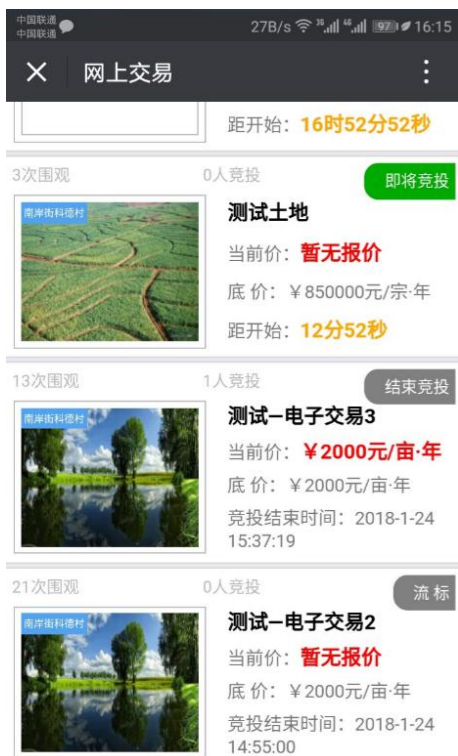 中国联通
中国联通
27B/s 3G 4G 97 16:15
网上交易
距开始：16时52分52秒
3次围观 0人竞投 即将竞投
南岸街科德村
测试土地
当前价：暂无报价
底 价：￥850000元/宗·年
距开始：12分52秒
13次围观 1人竞投 结束竞投
南岸街科德村
测试—电子交易3
当前价：￥2000元/亩·年
底 价：￥2000元/亩·年
竞投结束时间：2018-1-24
15:37:19
21次围观 0人竞投 流 标
南岸街科德村
测试—电子交易2
当前价：暂无报价
底 价：￥2000元/亩·年
竞投结束时间：2018-1-24
14:55:00